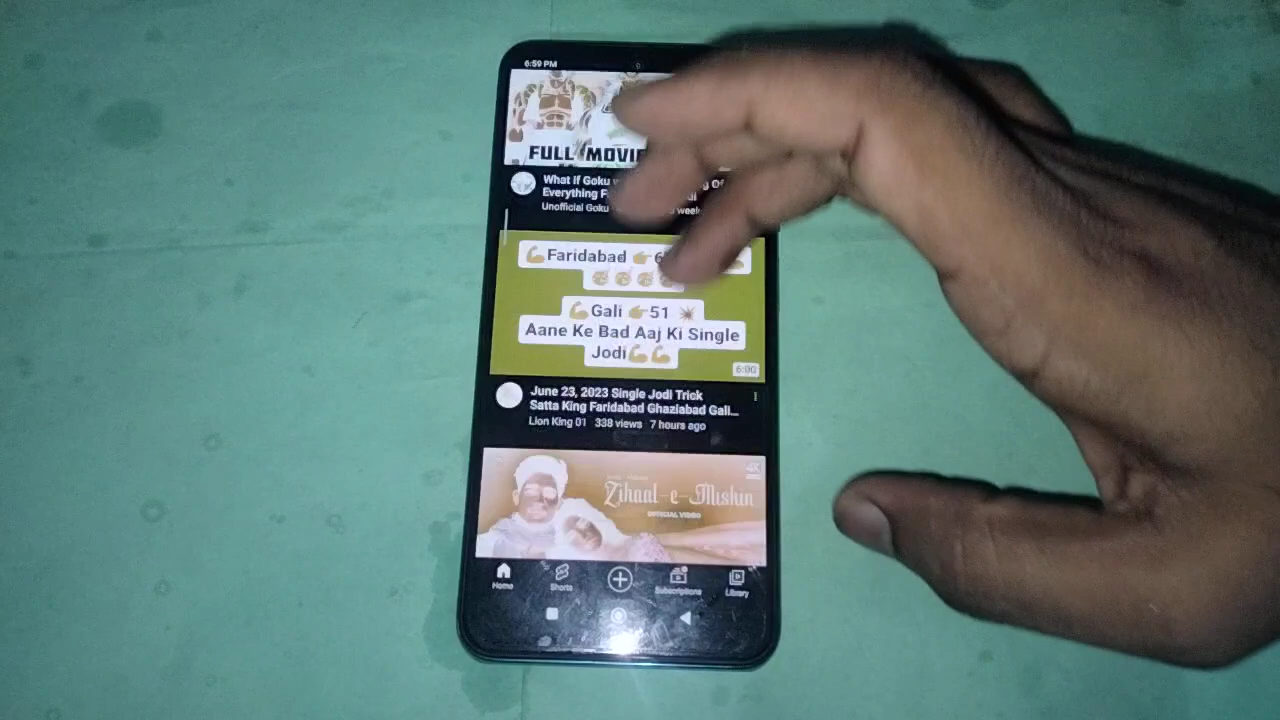 6:59 PM
FULL MOVIE
What If Goku
Everything
Unofficial Goku
💪Faridabad 👉
💪Gali 👉51 💥
Aane Ke Bad Aaj Ki Single
Jodi💪💪
6:00
June 23, 2023 Single Jodi Trick
Satta King Faridabad Ghaziabad Gali...
Lion King 01 338 views 7 hours ago
4K
Zihaal-e-Miskin
OFFICIAL VIDEO
Home Shorts Subscriptions Library